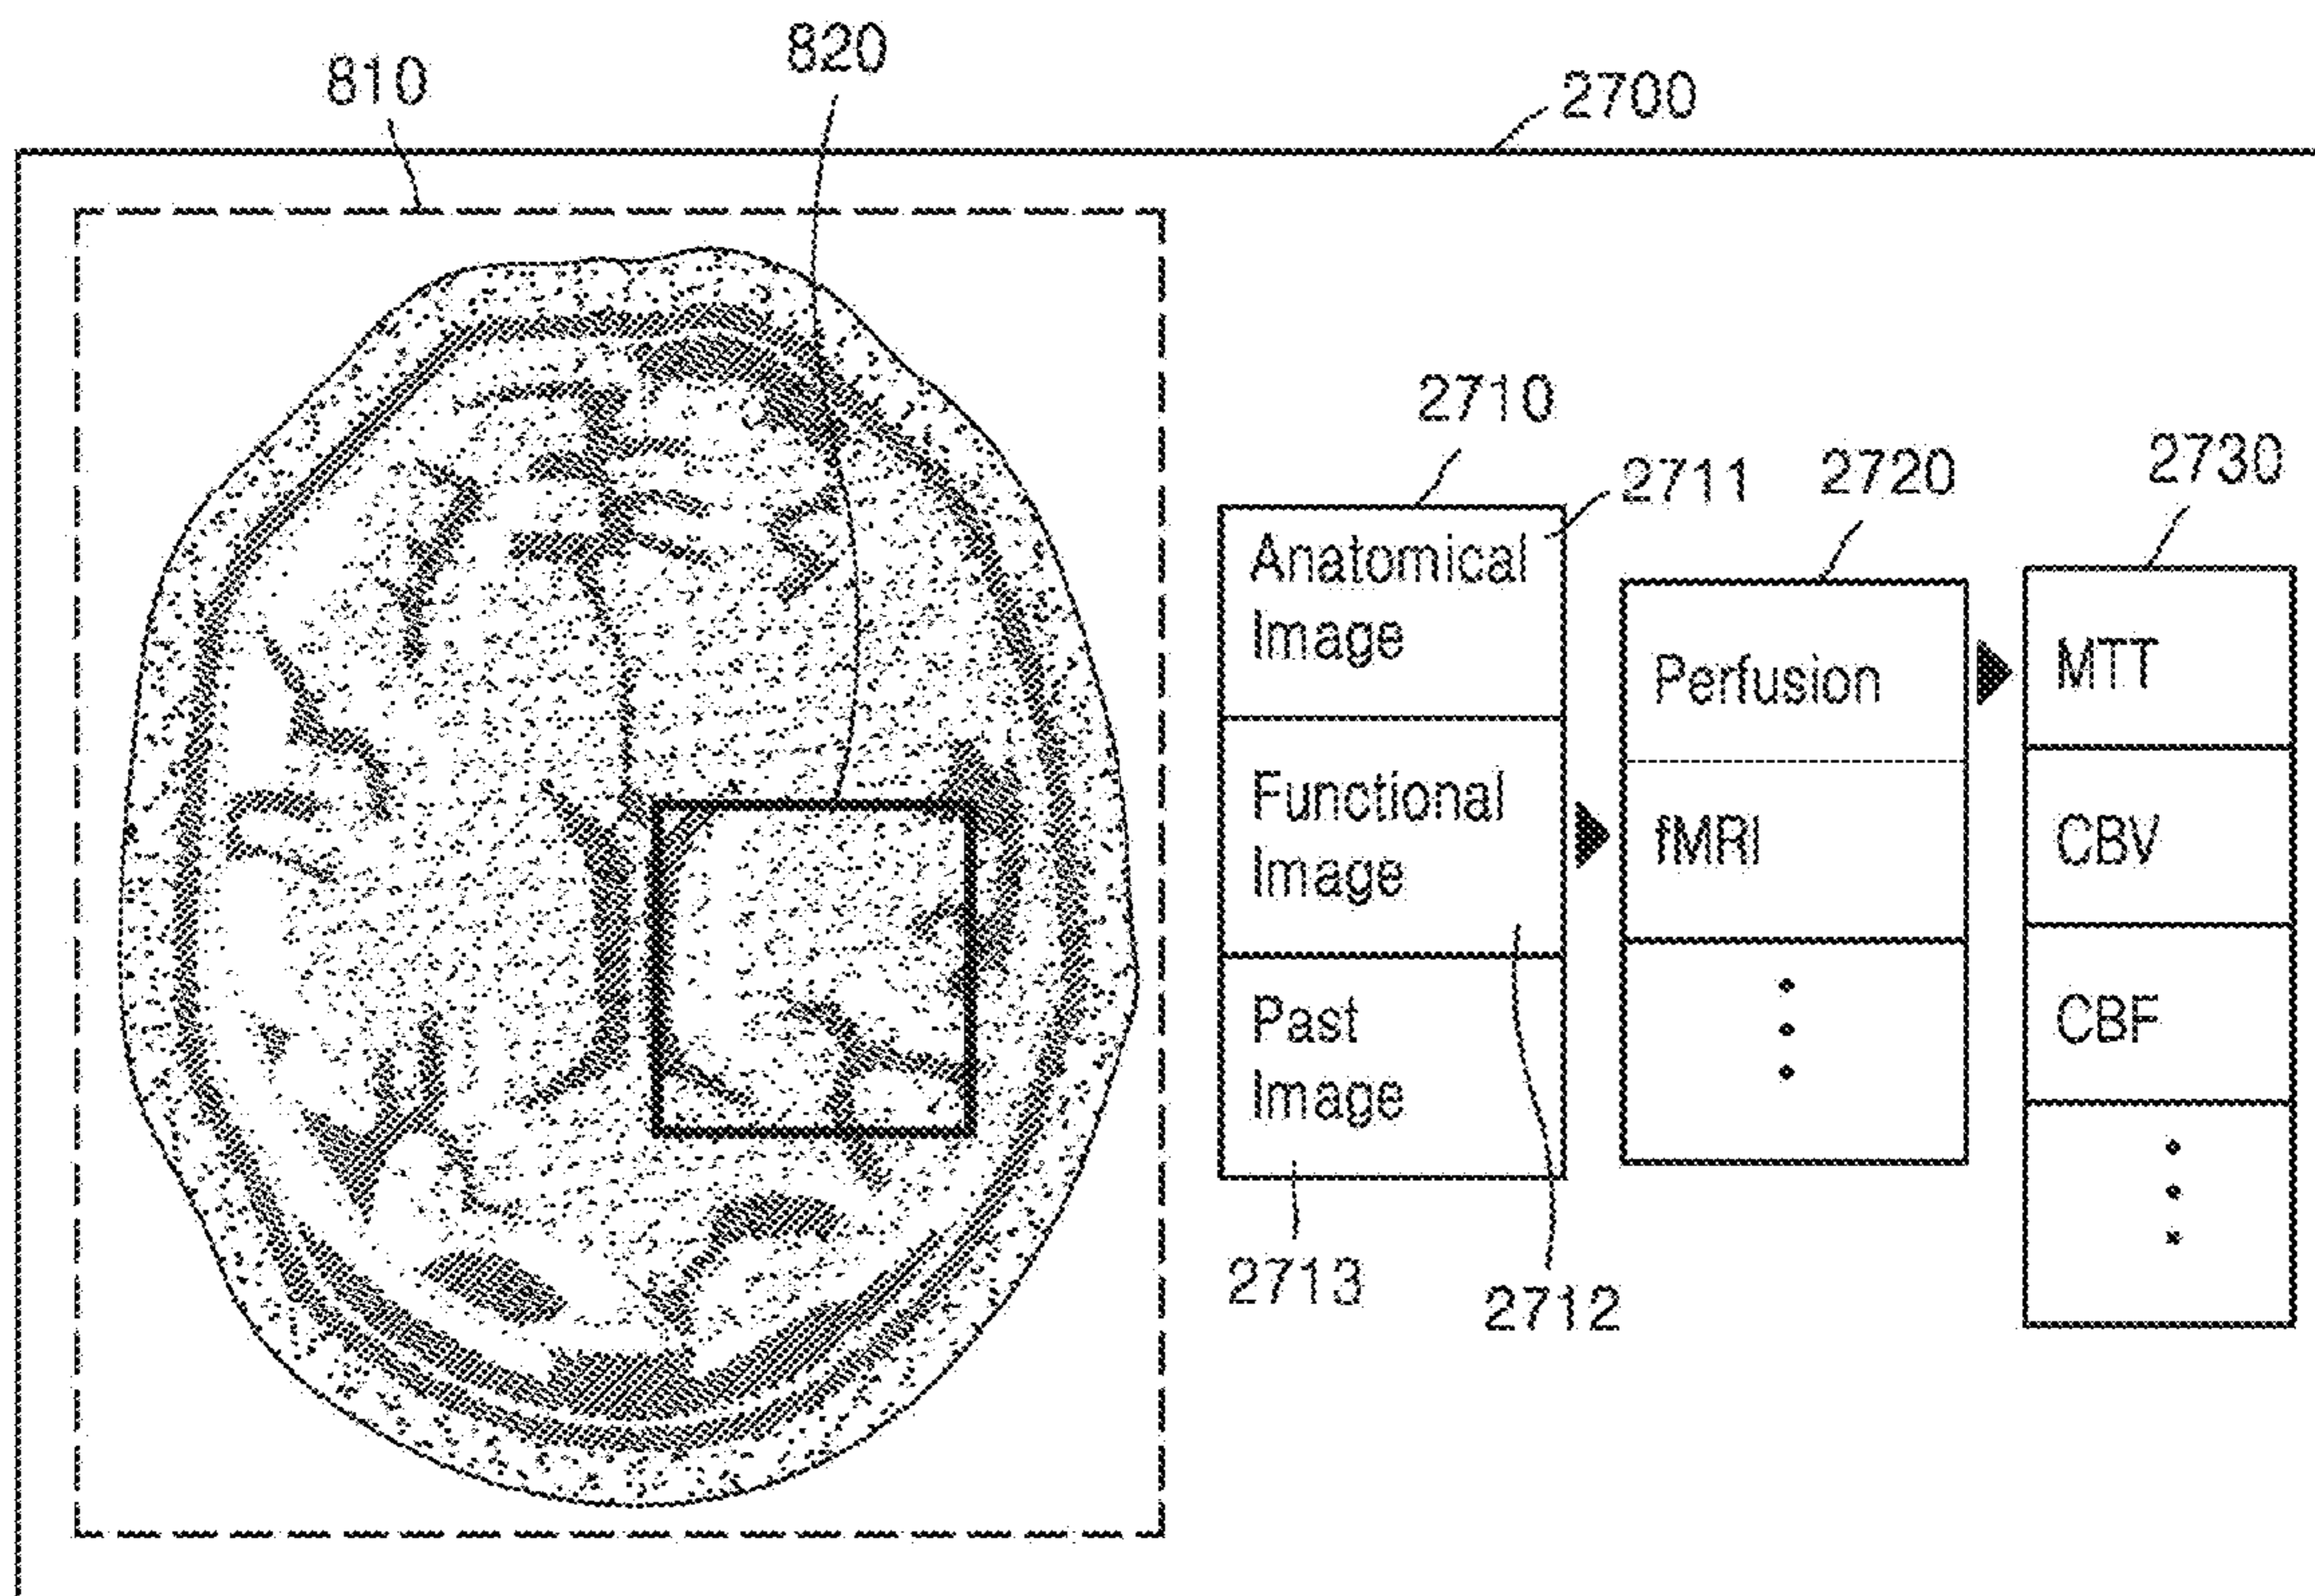 820
810
2700
2710
2711
2720
2730
Anatomical
Image
Functional
Image
Past
Image
Perfusion
fMRI
MTT
CBV
CBF
2713
2712